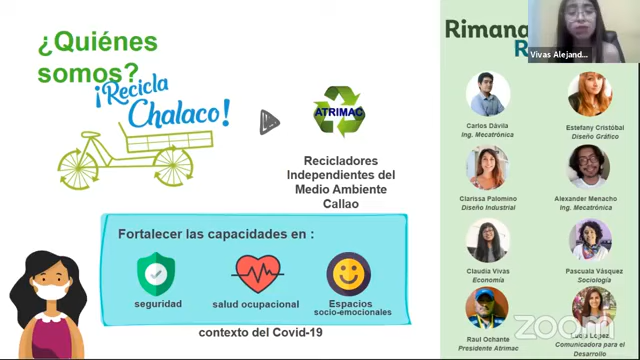 ¿Quiénes
somos?
¡Recicla
Chalaco!
ATRIMAC
Recicladores
Independientes del
Medio Ambiente
Callao
Fortalecer las capacidades en :
seguridad
salud ocupacional
Espacios
socio-emocionales
contexto del Covid-19
Rimana
R
Vivas Alejand...
Carlos Dávila
Ing. Mecatrónica
Estefany Cristóbal
Diseño Gráfico
Clarissa Palomino
Diseño Industrial
Alexander Menacho
Ing. Mecatrónica
Claudia Vivas
Economía
Pascuala Vásquez
Sociología
Raúl Ochante
Presidente Atrimac
López
Comunicadora para el
Desarrollo
zoom